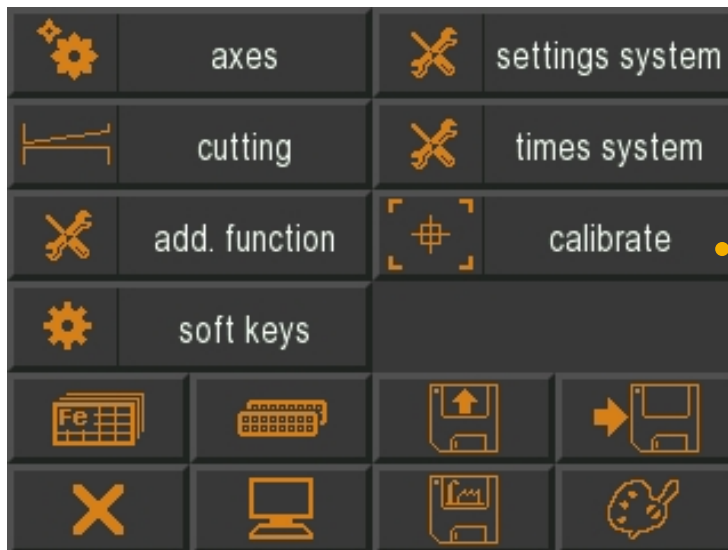 axes
settings system
cutting
times system
add. function
calibrate
soft keys
Fe